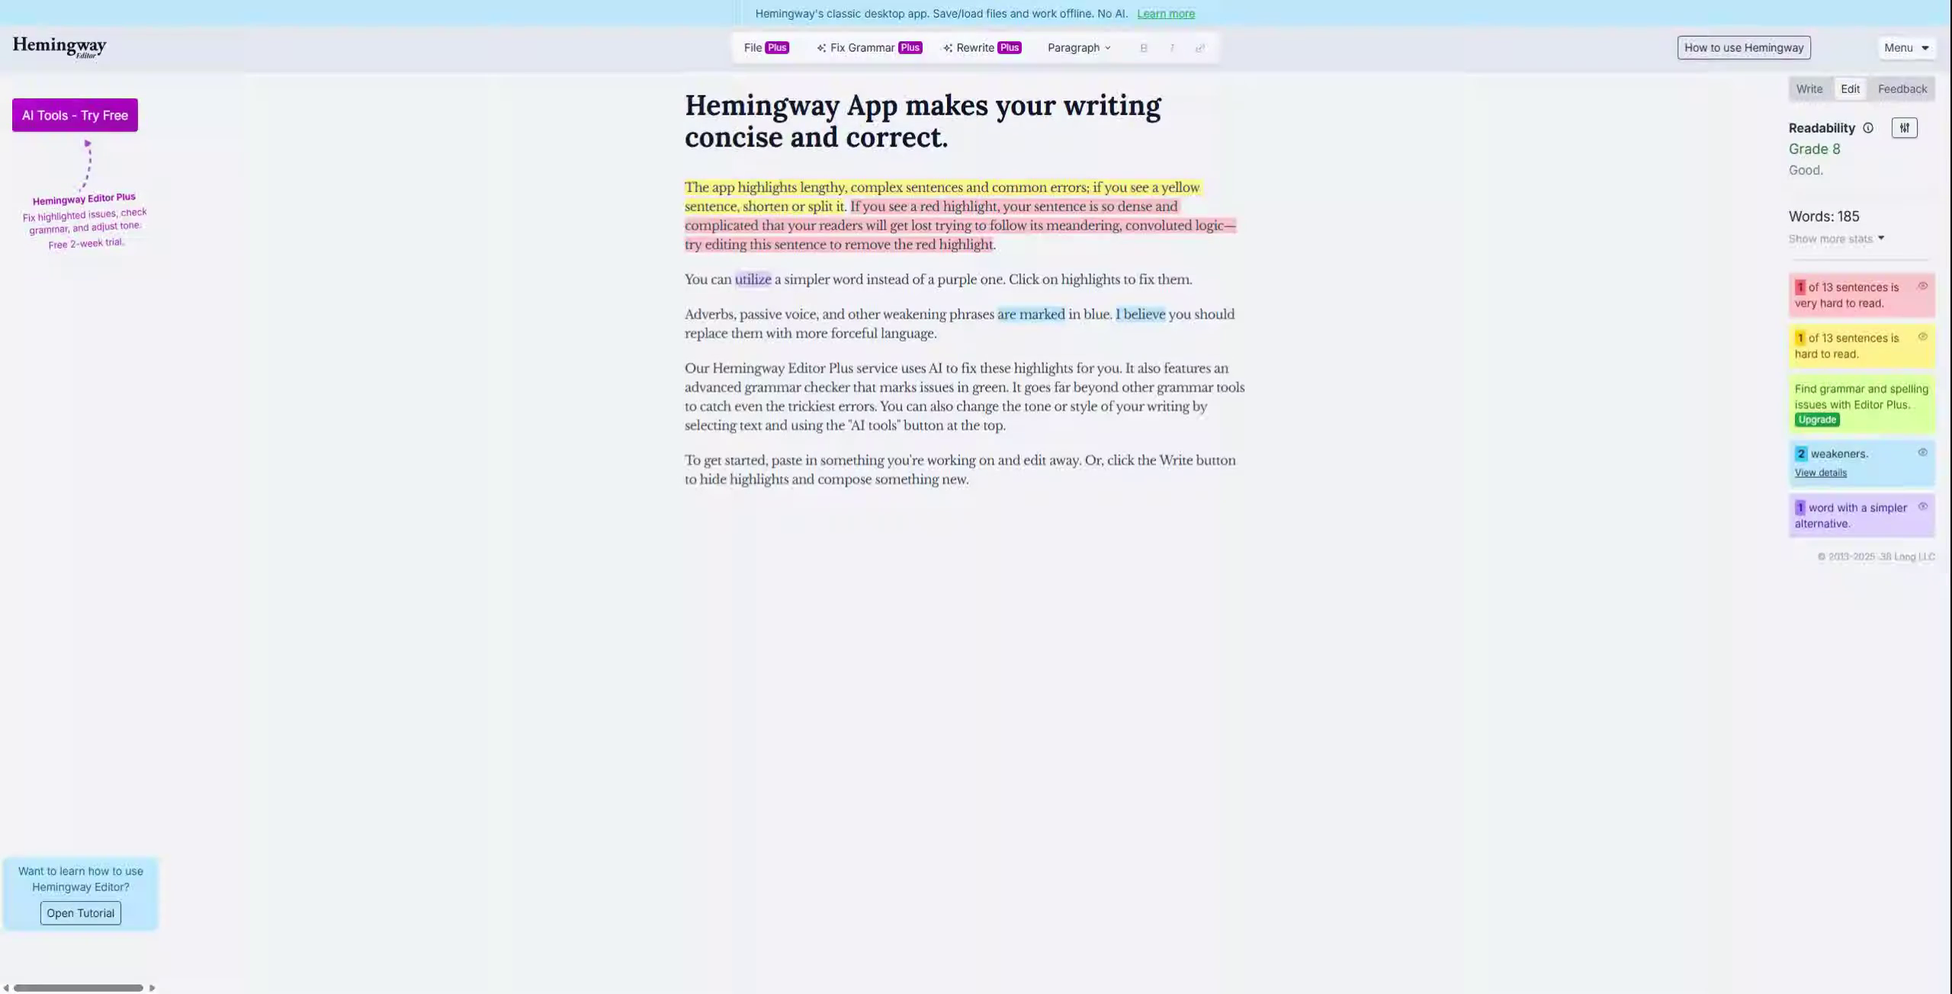 Hemingway's classic desktop app. Save/load files and work offline. No AI. Learn more
Hemingway
Editor
File Plus Fix Grammar Plus Rewrite Plus Paragraph B I
How to use Hemingway
Menu
AI Tools - Try Free
Hemingway Editor Plus
Fix highlighted issues, check
grammar, and adjust tone.
Free 2-week trial.
Hemingway App makes your writing
concise and correct.
The app highlights lengthy, complex sentences and common errors; if you see a yellow
sentence, shorten or split it. If you see a red highlight, your sentence is so dense and
complicated that your readers will get lost trying to follow its meandering, convoluted logic—
try editing this sentence to remove the red highlight.
You can utilize a simpler word instead of a purple one. Click on highlights to fix them.
Adverbs, passive voice, and other weakening phrases are marked in blue. I believe you should
replace them with more forceful language.
Our Hemingway Editor Plus service uses AI to fix these highlights for you. It also features an
advanced grammar checker that marks issues in green. It goes far beyond other grammar tools
to catch even the trickiest errors. You can also change the tone or style of your writing by
selecting text and using the "AI tools" button at the top.
To get started, paste in something you're working on and edit away. Or, click the Write button
to hide highlights and compose something new.
Write Edit Feedback
Readability
Grade 8
Good.
Words: 185
Show more stats
1 of 13 sentences is
very hard to read.
1 of 13 sentences is
hard to read.
Find grammar and spelling
issues with Editor Plus.
Upgrade
2 weakeners.
View details
1 word with a simpler
alternative.
© 2013-2025 .38 Long LLC
Want to learn how to use
Hemingway Editor?
Open Tutorial